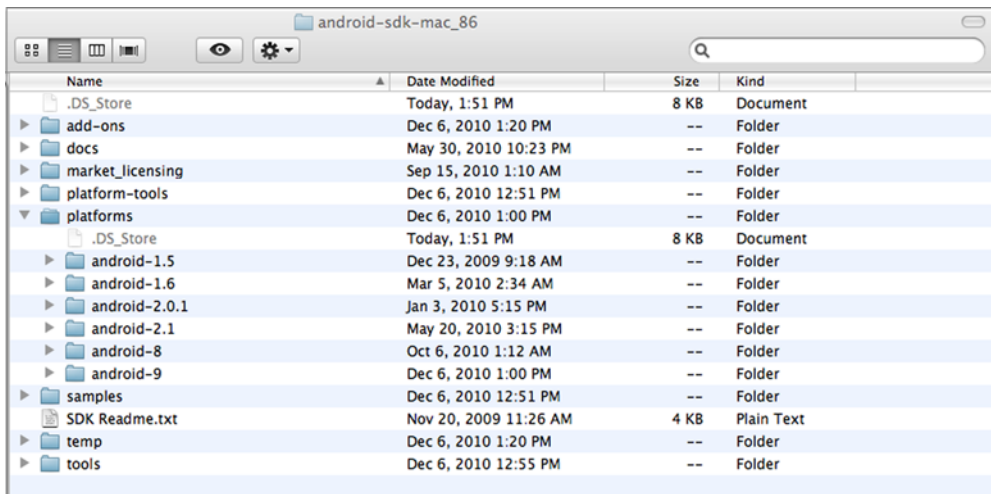 android-sdk-mac_86
Name Date Modified Size Kind
.DS_Store Today, 1:51 PM 8 KB Document
add-ons Dec 6, 2010 1:20 PM -- Folder
docs May 30, 2010 10:23 PM -- Folder
market_licensing Sep 15, 2010 1:10 AM -- Folder
platform-tools Dec 6, 2010 12:51 PM -- Folder
platforms Dec 6, 2010 1:00 PM -- Folder
.DS_Store Today, 1:51 PM 8 KB Document
android-1.5 Dec 23, 2009 9:18 AM -- Folder
android-1.6 Mar 5, 2010 2:34 AM -- Folder
android-2.0.1 Jan 3, 2010 5:15 PM -- Folder
android-2.1 May 20, 2010 3:15 PM -- Folder
android-8 Oct 6, 2010 1:12 AM -- Folder
android-9 Dec 6, 2010 1:00 PM -- Folder
samples Dec 6, 2010 12:51 PM -- Folder
SDK Readme.txt Nov 20, 2009 11:26 AM 4 KB Plain Text
temp Dec 6, 2010 1:20 PM -- Folder
tools Dec 6, 2010 12:55 PM -- Folder